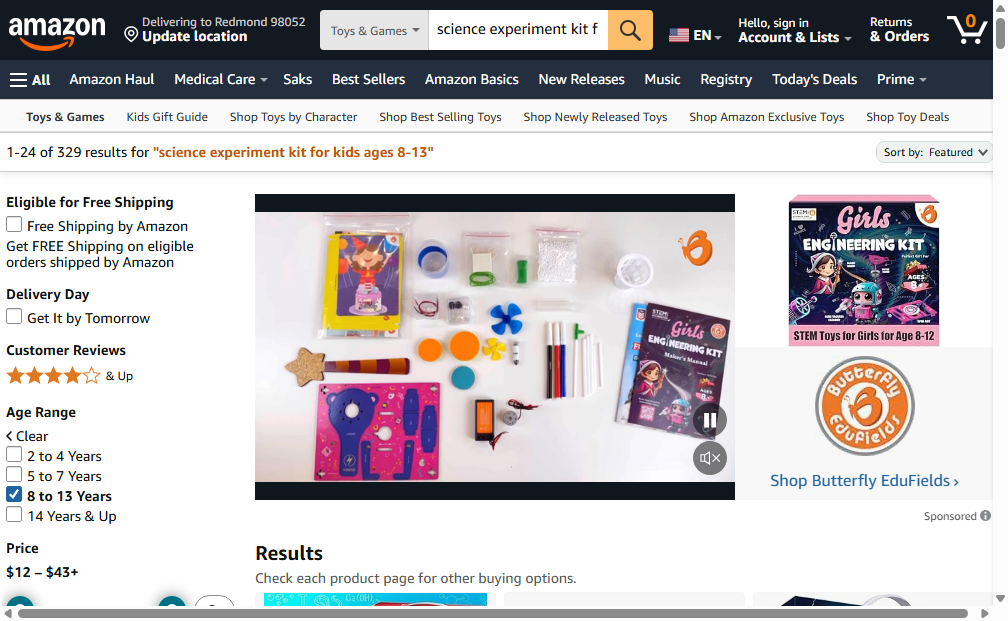 amazon
Delivering to Redmond 98052
Update location
Toys & Games
science experiment kit f
EN
Hello, sign in
Account & Lists
Returns
& Orders
0
All
Amazon Haul
Medical Care
Saks
Best Sellers
Amazon Basics
New Releases
Music
Registry
Today's Deals
Prime
Toys & Games
Kids Gift Guide
Shop Toys by Character
Shop Best Selling Toys
Shop Newly Released Toys
Shop Amazon Exclusive Toys
Shop Toy Deals
1-24 of 329 results for "science experiment kit for kids ages 8-13"
Sort by: Featured
Eligible for Free Shipping
Free Shipping by Amazon
Get FREE Shipping on eligible
orders shipped by Amazon
Delivery Day
Get It by Tomorrow
Customer Reviews
& Up
Age Range
Clear
2 to 4 Years
5 to 7 Years
8 to 13 Years
14 Years & Up
Price
$12 – $43+
STEM
Girls
ENGINEERING KIT
Maker's Manual
STEM
Girls
ENGINEERING KIT
Perfect Gift For
AGES
8+
STEM Toys for Girls for Age 8-12
Butterfly
EduFields
Shop Butterfly EduFields ›
Sponsored
Results
Check each product page for other buying options.